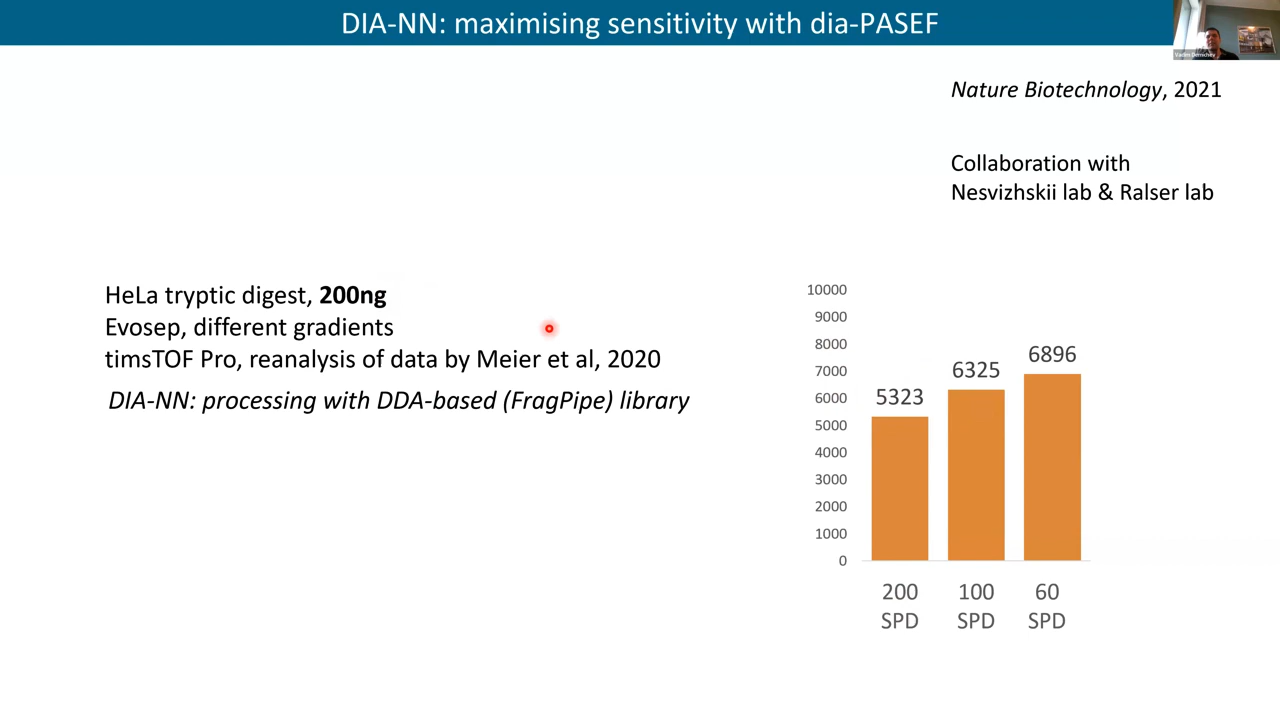 DIA-NN: maximising sensitivity with dia-PASEF
Nature Biotechnology, 2021
Collaboration with
Nesvizhskii lab & Ralser lab
HeLa tryptic digest, 200ng
Evosep, different gradients
timsTOF Pro, reanalysis of data by Meier et al, 2020
DIA-NN: processing with DDA-based (FragPipe) library
10000
9000
8000
7000
6000
5000
4000
3000
2000
1000
0
5323
6325
6896
200
SPD
100
SPD
60
SPD